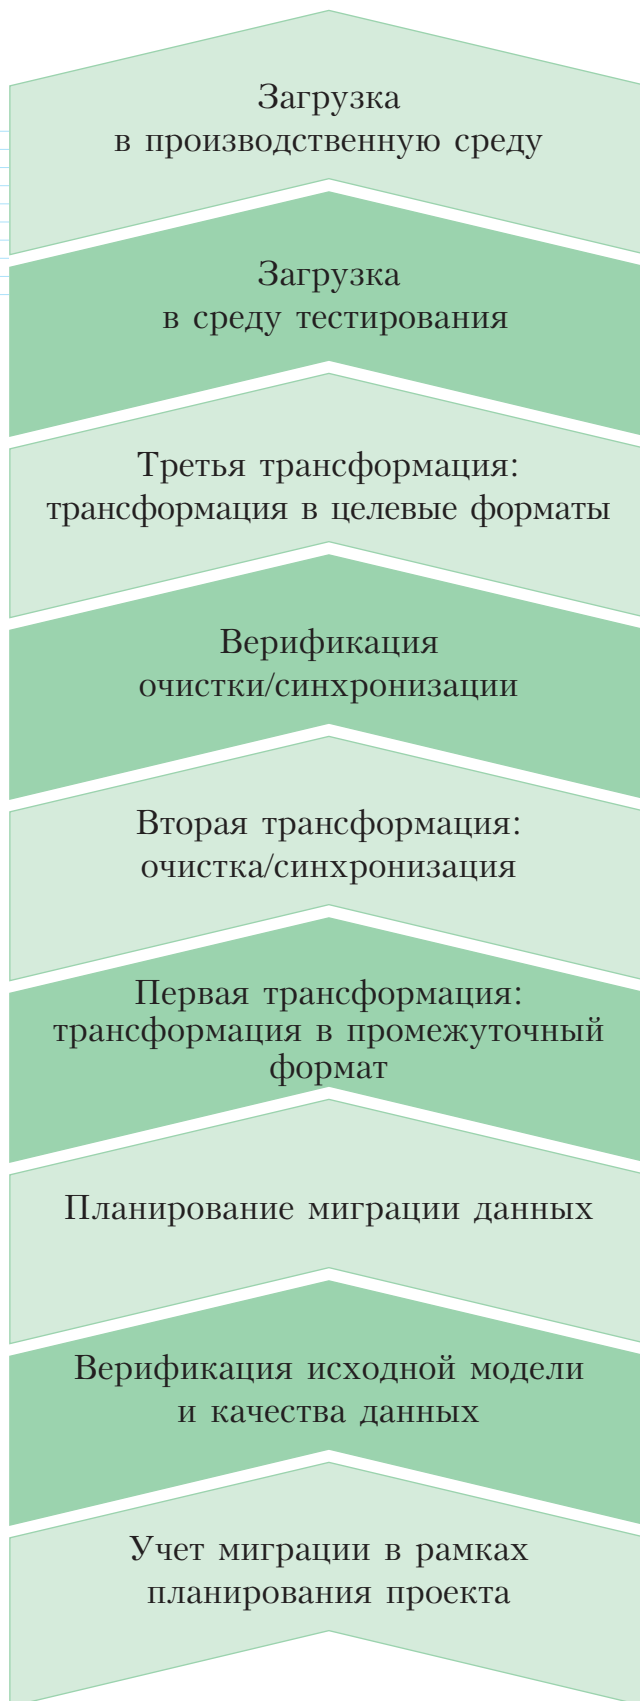 Загрузка
в производственную среду
Загрузка
в среду тестирования
Третья трансформация:
трансформация в целевые форматы
Верификация
очистки/синхронизации
Вторая трансформация:
очистка/синхронизация
Первая трансформация:
трансформация в промежуточный
формат
Планирование миграции данных
Верификация исходной модели
и качества данных
Учет миграции в рамках
планирования проекта